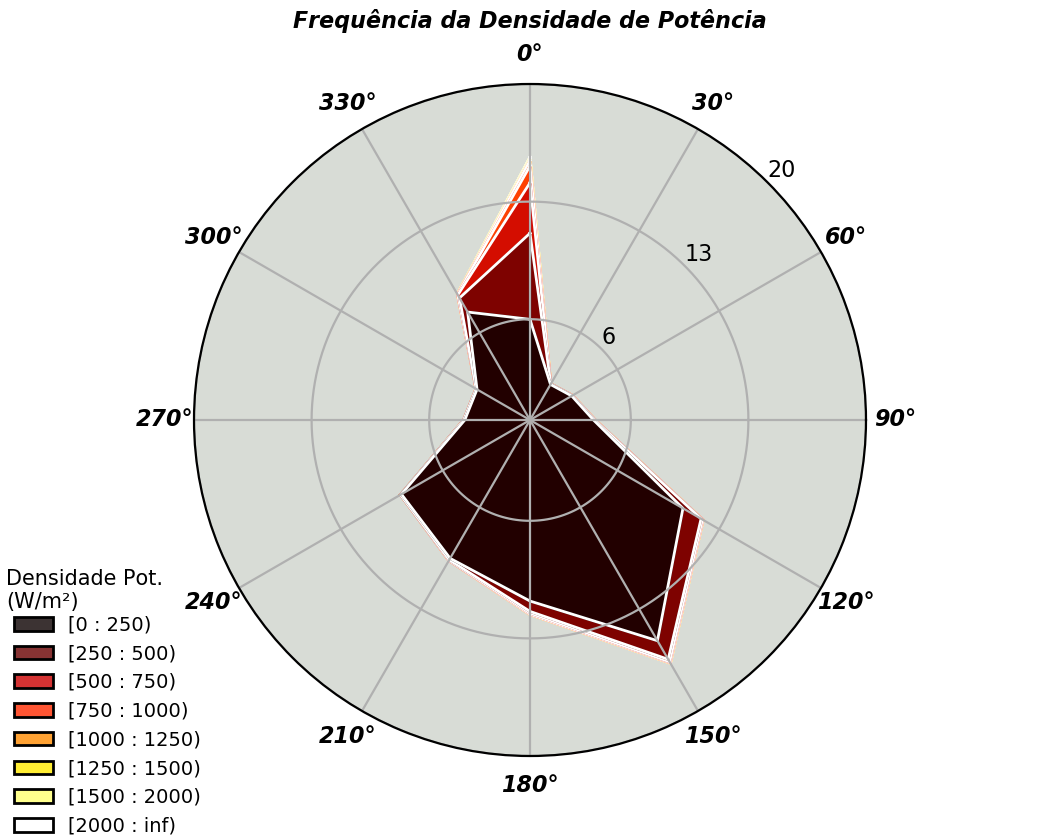 Frequência da Densidade de Potência
0°
330°
30°
20
300°
60°
13
6
270°
90°
240°
120°
210°
150°
180°
Densidade Pot.
(W/m²)
[0 : 250)
[250 : 500)
[500 : 750)
[750 : 1000)
[1000 : 1250)
[1250 : 1500)
[1500 : 2000)
[2000 : inf)